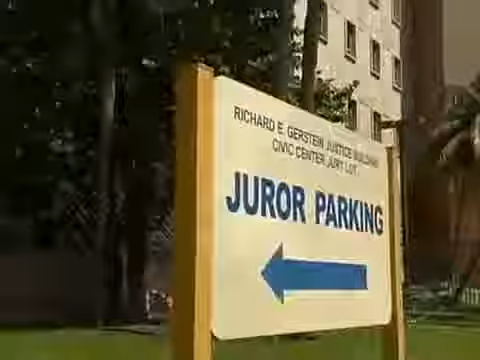 RICHARD E. GERSTEIN JUSTICE BUILDING
CIVIC CENTER JURY LOT
JUROR PARKING